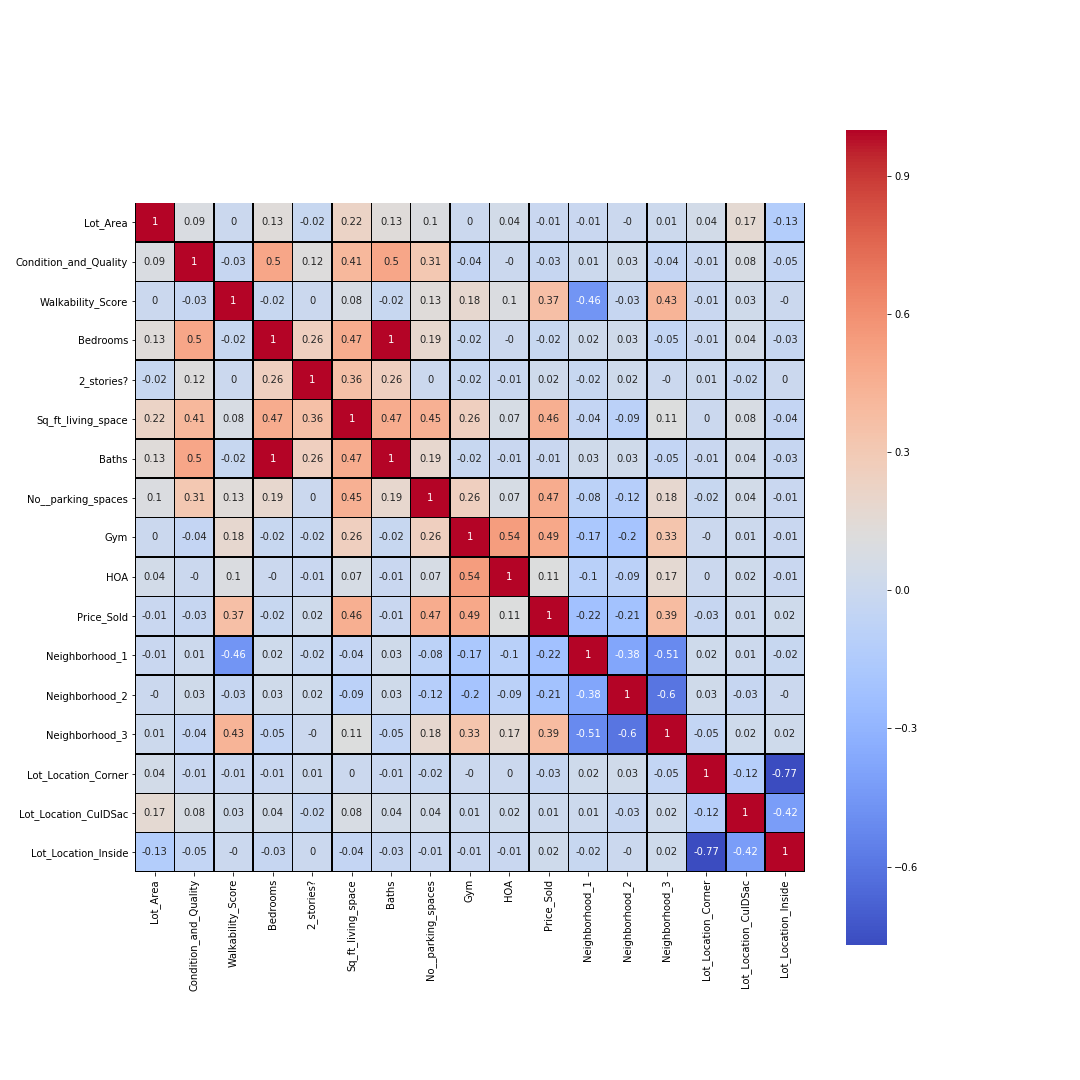 Lot_Area 1 0.09 0 0.13 -0.02 0.22 0.13 0.1 0 0.04 -0.01 -0.01 -0 0.01 0.04 0.17 -0.13
Condition_and_Quality 0.09 1 -0.03 0.5 0.12 0.41 0.5 0.31 -0.04 -0 -0.03 0.01 0.03 -0.04 -0.01 0.08 -0.05
Walkability_Score 0 -0.03 1 -0.02 0 0.08 -0.02 0.13 0.18 0.1 0.37 -0.46 -0.03 0.43 -0.01 0.03 -0
Bedrooms 0.13 0.5 -0.02 1 0.26 0.47 1 0.19 -0.02 -0 -0.02 0.02 0.03 -0.05 -0.01 0.04 -0.03
2_stories? -0.02 0.12 0 0.26 1 0.36 0.26 0 -0.02 -0.01 0.02 -0.02 0.02 -0 0.01 -0.02 0
Sq_ft_living_space 0.22 0.41 0.08 0.47 0.36 1 0.47 0.45 0.26 0.07 0.46 -0.04 -0.09 0.11 0 0.08 -0.04
Baths 0.13 0.5 -0.02 1 0.26 0.47 1 0.19 -0.02 -0.01 -0.01 0.03 0.03 -0.05 -0.01 0.04 -0.03
No__parking_spaces 0.1 0.31 0.13 0.19 0 0.45 0.19 1 0.26 0.07 0.47 -0.08 -0.12 0.18 -0.02 0.04 -0.01
Gym 0 -0.04 0.18 -0.02 -0.02 0.26 -0.02 0.26 1 0.54 0.49 -0.17 -0.2 0.33 -0 0.01 -0.01
HOA 0.04 -0 0.1 -0 -0.01 0.07 -0.01 0.07 0.54 1 0.11 -0.1 -0.09 0.17 0 0.02 -0.01
Price_Sold -0.01 -0.03 0.37 -0.02 0.02 0.46 -0.01 0.47 0.49 0.11 1 -0.22 -0.21 0.39 -0.03 0.01 0.02
Neighborhood_1 -0.01 0.01 -0.46 0.02 -0.02 -0.04 0.03 -0.08 -0.17 -0.1 -0.22 1 -0.38 -0.51 0.02 0.01 -0.02
Neighborhood_2 -0 0.03 -0.03 0.03 0.02 -0.09 0.03 -0.12 -0.2 -0.09 -0.21 -0.38 1 -0.6 0.03 -0.03 -0
Neighborhood_3 0.01 -0.04 0.43 -0.05 -0 0.11 -0.05 0.18 0.33 0.17 0.39 -0.51 -0.6 1 -0.05 0.02 0.02
Lot_Location_Corner 0.04 -0.01 -0.01 -0.01 0.01 0 -0.01 -0.02 -0 0 -0.03 0.02 0.03 -0.05 1 -0.12 -0.77
Lot_Location_CulDSac 0.17 0.08 0.03 0.04 -0.02 0.08 0.04 0.04 0.01 0.02 0.01 0.01 -0.03 0.02 -0.12 1 -0.42
Lot_Location_Inside -0.13 -0.05 -0 -0.03 0 -0.04 -0.03 -0.01 -0.01 -0.01 0.02 -0.02 -0 0.02 -0.77 -0.42 1
Lot_Area
Condition_and_Quality
Walkability_Score
Bedrooms
2_stories?
Sq_ft_living_space
Baths
No__parking_spaces
Gym
HOA
Price_Sold
Neighborhood_1
Neighborhood_2
Neighborhood_3
Lot_Location_Corner
Lot_Location_CulDSac
Lot_Location_Inside
0.9
0.6
0.3
0.0
−0.3
−0.6